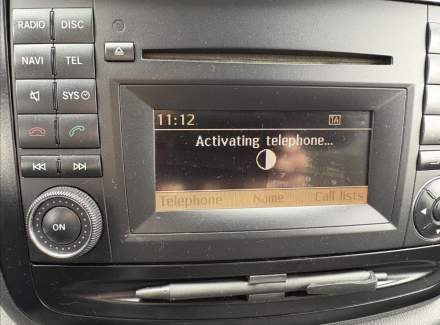 RADIO DISC
NAVI TEL
SYS
ON
11:12 TA
Activating telephone...
Telephone Name Call lists